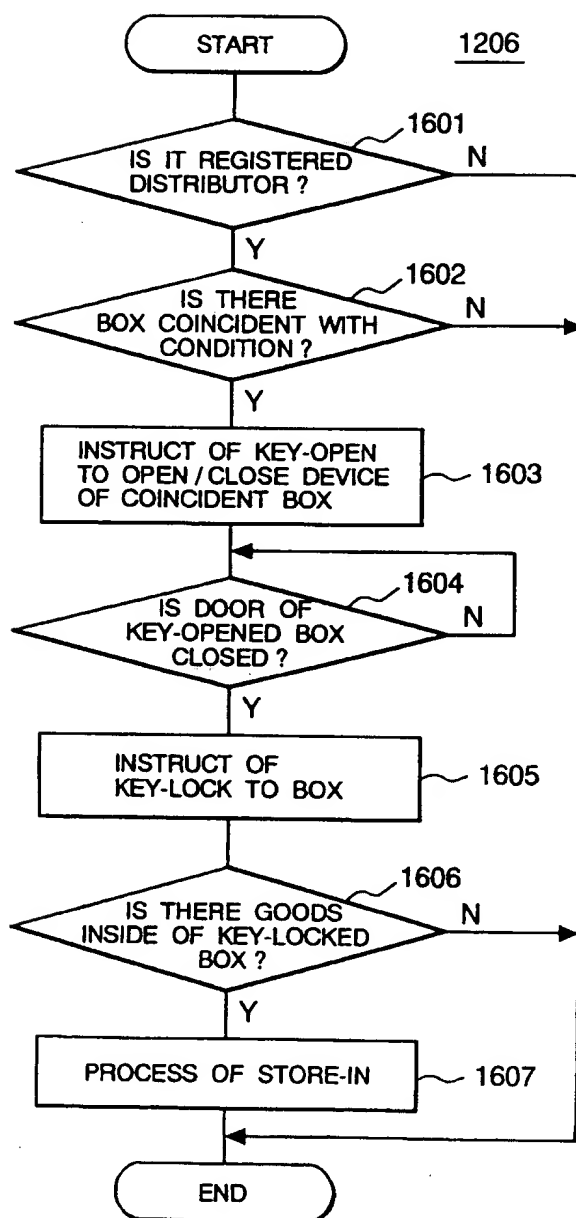 START
1206
1601
IS IT REGISTERED
DISTRIBUTOR ?
N
Y
1602
IS THERE
BOX COINCIDENT WITH
CONDITION ?
N
Y
INSTRUCT OF KEY-OPEN
TO OPEN / CLOSE DEVICE
OF COINCIDENT BOX
1603
1604
IS DOOR OF
KEY-OPENED BOX
CLOSED ?
N
Y
INSTRUCT OF
KEY-LOCK TO BOX
1605
1606
IS THERE GOODS
INSIDE OF KEY-LOCKED
BOX ?
N
Y
PROCESS OF STORE-IN
1607
END